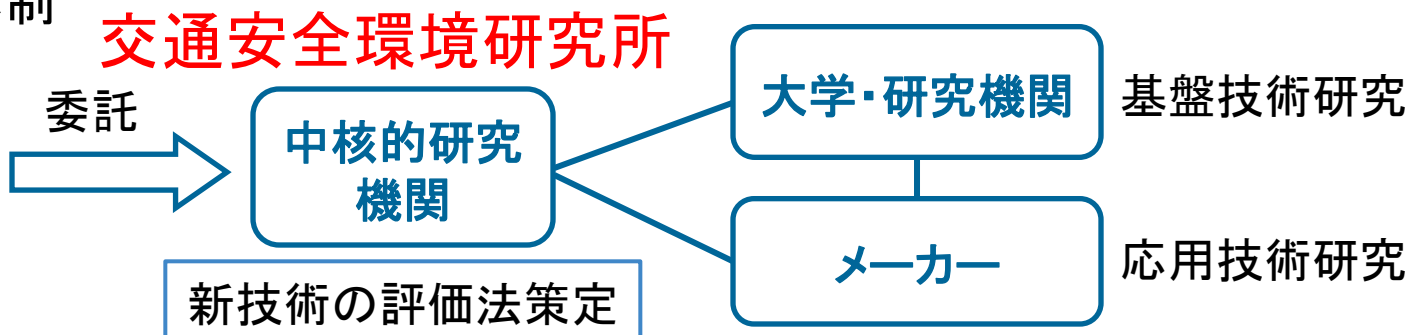 制
交通安全環境研究所
委託
中核的研究
機関
新技術の評価法策定
大学・研究機関
基盤技術研究
メーカー
応用技術研究